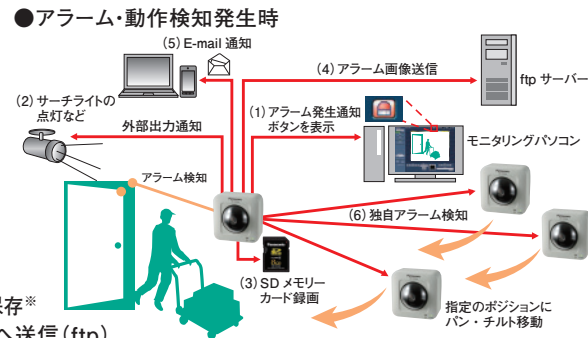 ●アラーム・動作検知発生時
(5) E-mail 通知
(4) アラーム画像送信
ftp サーバー
(2) サーチライトの
点灯など
外部出力通知
(1) アラーム発生通知
ボタンを表示
モニタリングパソコン
アラーム検知
(6) 独自アラーム検知
(3) SD メモリー
カード録画
指定のポジションに
パン・チルト移動
存※
へ送信(ftp)